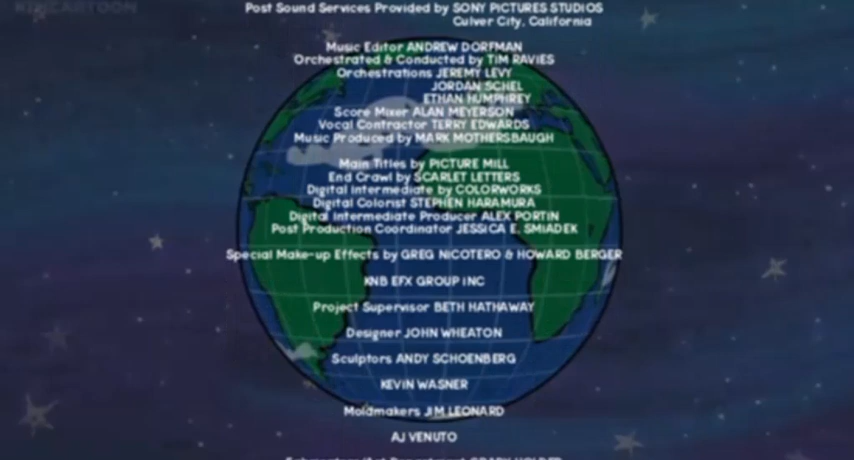 Post Sound Services Provided by SONY PICTURES STUDIOS
Culver City, California
Music Editor ANDREW DORFMAN
Orchestrated & Conducted by TIM DAVIES
Orchestrations JEREMY LEVY
JORDAN SCHEL
ETHAN HUMPHREY
Score Mixer ALAN MEYERSON
Vocal Contractor TERRY EDWARDS
Music Produced by MARK MOTHERSBAUGH
Main Titles by PICTURE MILL
End Crawl by SCARLET LETTERS
Digital Intermediate by COLORWORKS
Digital Colorist STEPHEN HARAMURA
Digital Intermediate Producer ALEX PORTIN
Post Production Coordinator JESSICA E. SMIADEK
Special Make-up Effects by GREG NICOTERO & HOWARD BERGER
KNB EFX GROUP INC
Project Supervisor BETH HATHAWAY
Designer JOHN WHEATON
Sculptors ANDY SCHOENBERG
KEVIN WASNER
Moldmakers JIM LEONARD
AJ VENUTO